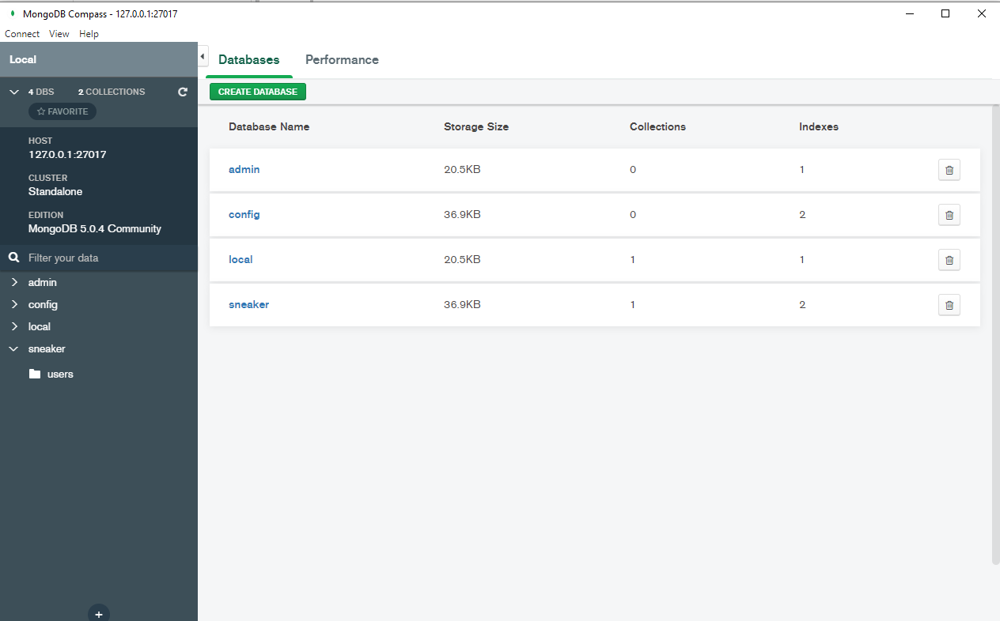 MongoDB Compass - 127.0.0.1:27017
Connect View Help
Local
4 DBS 2 COLLECTIONS
FAVORITE
HOST
127.0.0.1:27017
CLUSTER
Standalone
EDITION
MongoDB 5.0.4 Community
Filter your data
admin
config
local
sneaker
users
Databases Performance
CREATE DATABASE
Database Name Storage Size Collections Indexes
admin 20.5KB 0 1
config 36.9KB 0 2
local 20.5KB 1 1
sneaker 36.9KB 1 2